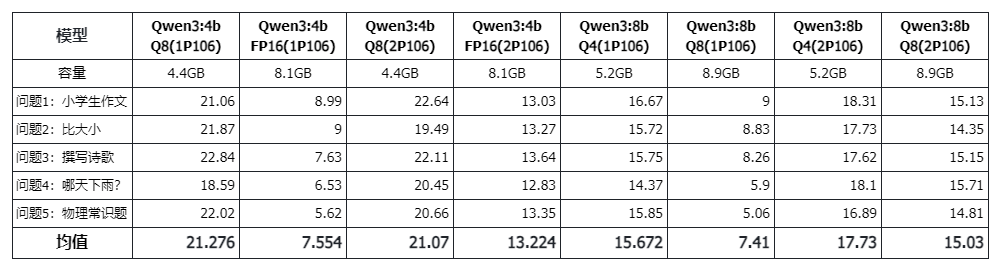 模型 Qwen3:4b Q8(1P106) Qwen3:4b FP16(1P106) Qwen3:4b Q8(2P106) Qwen3:4b FP16(2P106) Qwen3:8b Q4(1P106) Qwen3:8b Q8(1P106) Qwen3:8b Q4(2P106) Qwen3:8b Q8(2P106)
容量 4.4GB 8.1GB 4.4GB 8.1GB 5.2GB 8.9GB 5.2GB 8.9GB
问题1：小学生作文 21.06 8.99 22.64 13.03 16.67 9 18.31 15.13
问题2：比大小 21.87 9 19.49 13.27 15.72 8.83 17.73 14.35
问题3：撰写诗歌 22.84 7.63 22.11 13.64 15.75 8.26 17.62 15.15
问题4：哪天下雨? 18.59 6.53 20.45 12.83 14.37 5.9 18.1 15.71
问题5：物理常识题 22.02 5.62 20.66 13.35 15.85 5.06 16.89 14.81
均值 21.276 7.554 21.07 13.224 15.672 7.41 17.73 15.03